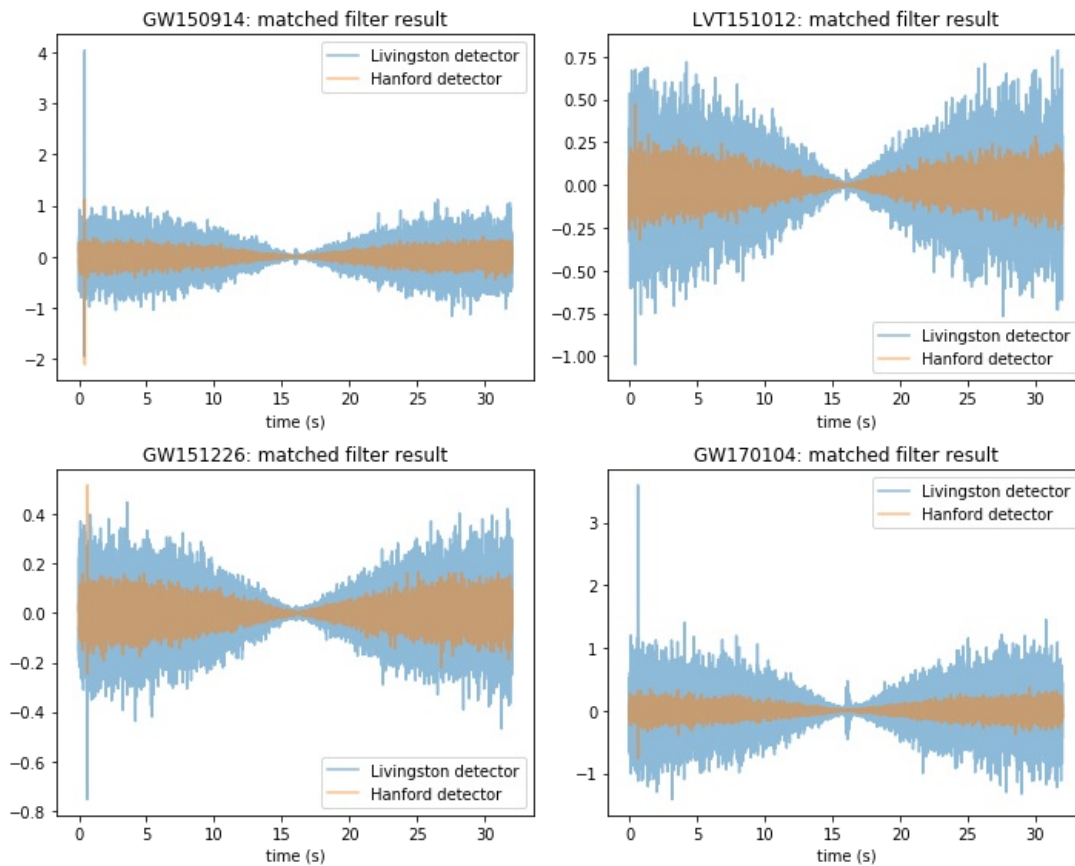 GW150914: matched filter result
Livingston detector
Hanford detector
4
3
2
1
0
−1
−2
0 5 10 15 20 25 30
time (s)
LVT151012: matched filter result
0.75
0.50
0.25
0.00
−0.25
−0.50
−0.75
−1.00
Livingston detector
Hanford detector
0 5 10 15 20 25 30
time (s)
GW151226: matched filter result
0.4
0.2
0.0
−0.2
−0.4
−0.6
−0.8
Livingston detector
Hanford detector
0 5 10 15 20 25 30
time (s)
GW170104: matched filter result
Livingston detector
Hanford detector
3
2
1
0
−1
0 5 10 15 20 25 30
time (s)